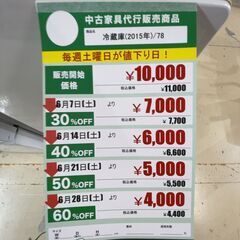 中古家具代行販売商品
商品名
冷蔵庫(2015年)/78
毎週土曜日が値下り日!
販売開始
価格
¥10,000
税込価格 ¥11,000
6月7日(土) より
30%OFF
¥7,000
税込価格 ¥7,700
6月14日(土) より
40%OFF
¥6,000
税込価格 ¥6,600
6月21日(土) より
50%OFF
¥5,000
税込価格 ¥5,500
6月28日(土) より
60%OFF
¥4,000
税込価格 ¥4,400
サイズ W D H